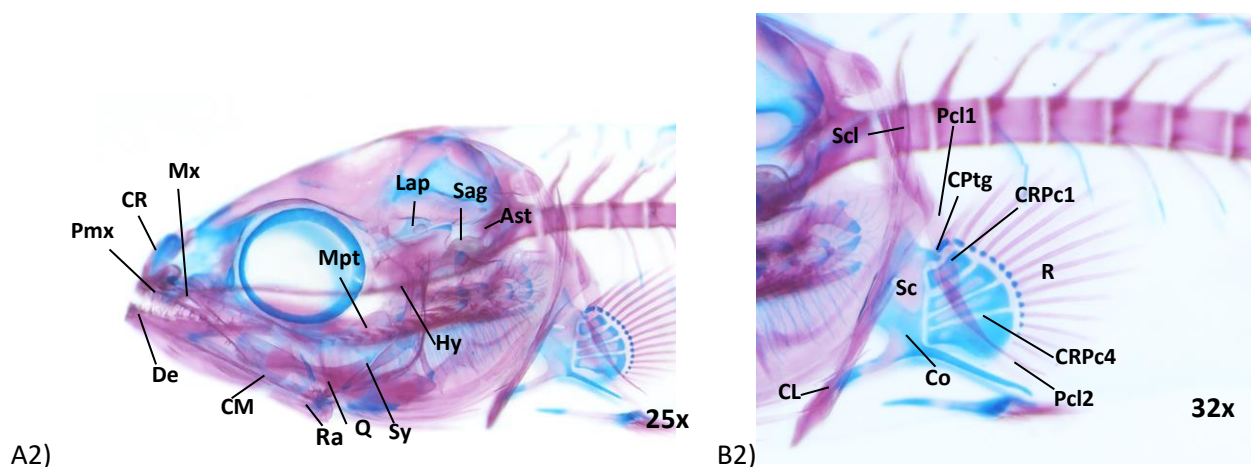 Mx
CR
Pmx
Lap
Sag
Ast
Mpt
De
CM
Ra
Q
Sy
Hy
25x
A2)
Scl
Pcl1
CPtg
CRPc1
R
Sc
CRPc4
Co
CL
Pcl2
32x
B2)